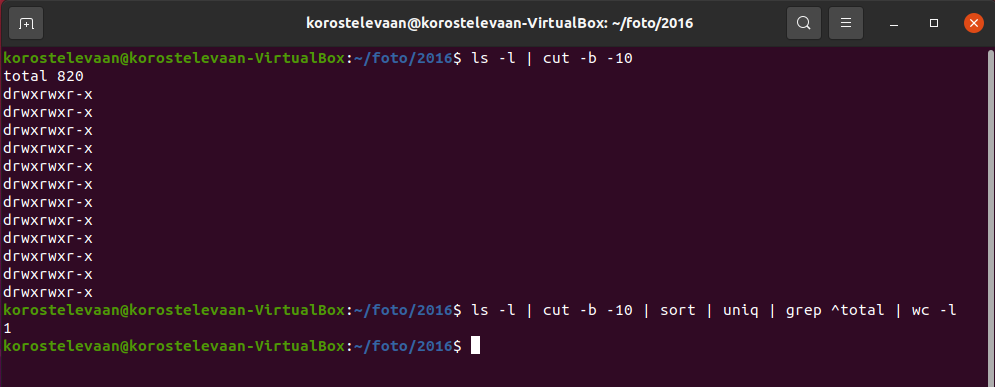 korostelevaan@korostelevaan-VirtualBox: ~/foto/2016
korostelevaan@korostelevaan-VirtualBox:~/foto/2016$ ls -l | cut -b -10
total 820
drwxrwxr-x
drwxrwxr-x
drwxrwxr-x
drwxrwxr-x
drwxrwxr-x
drwxrwxr-x
drwxrwxr-x
drwxrwxr-x
drwxrwxr-x
drwxrwxr-x
drwxrwxr-x
drwxrwxr-x
korostelevaan@korostelevaan-VirtualBox:~/foto/2016$ ls -l | cut -b -10 | sort | uniq | grep ^total | wc -l
1
korostelevaan@korostelevaan-VirtualBox:~/foto/2016$